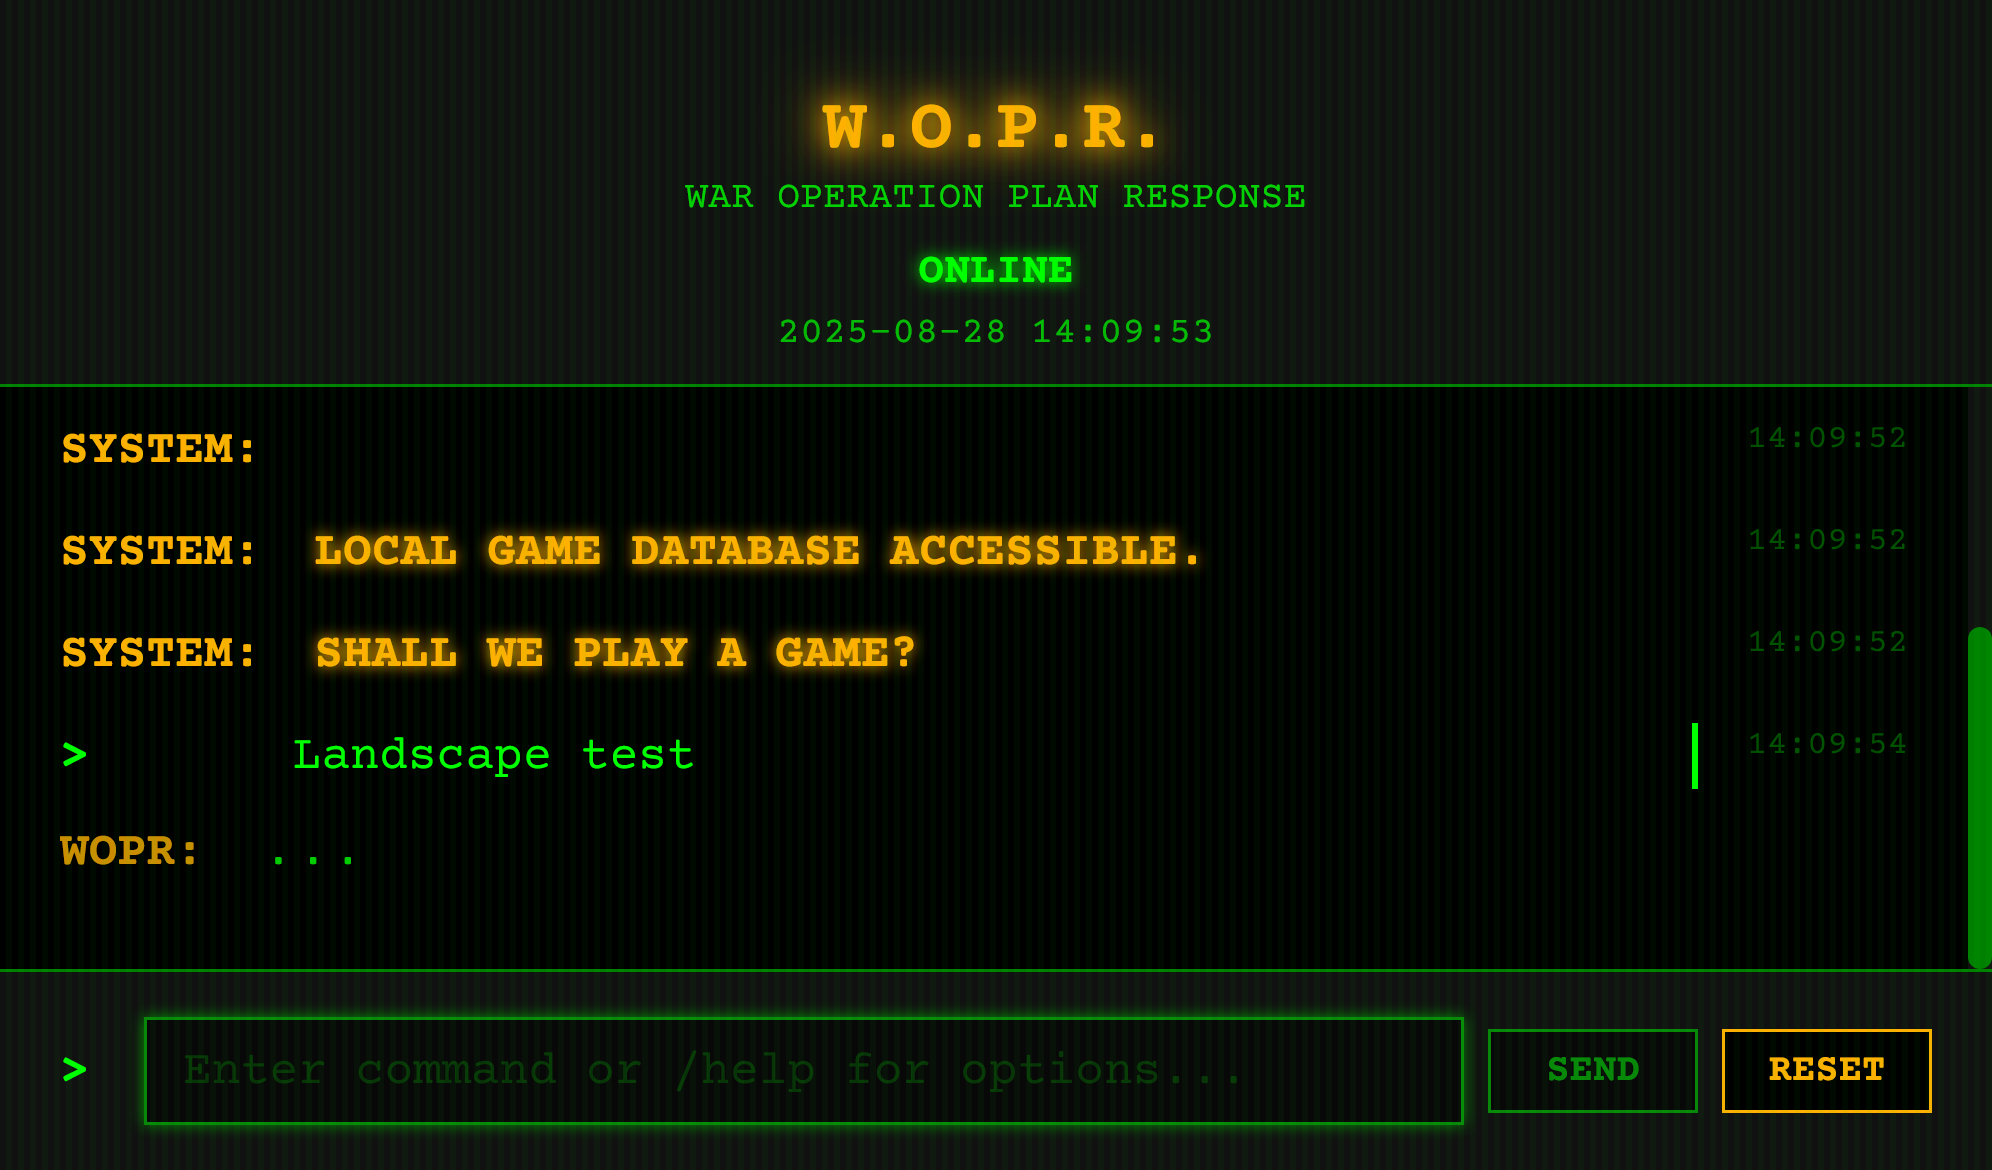 W.O.P.R.
WAR OPERATION PLAN RESPONSE
ONLINE
2025-08-28 14:09:53
SYSTEM: 14:09:52
SYSTEM: LOCAL GAME DATABASE ACCESSIBLE. 14:09:52
SYSTEM: SHALL WE PLAY A GAME? 14:09:52
> Landscape test 14:09:54
WOPR: ...
> Enter command or /help for options... SEND RESET